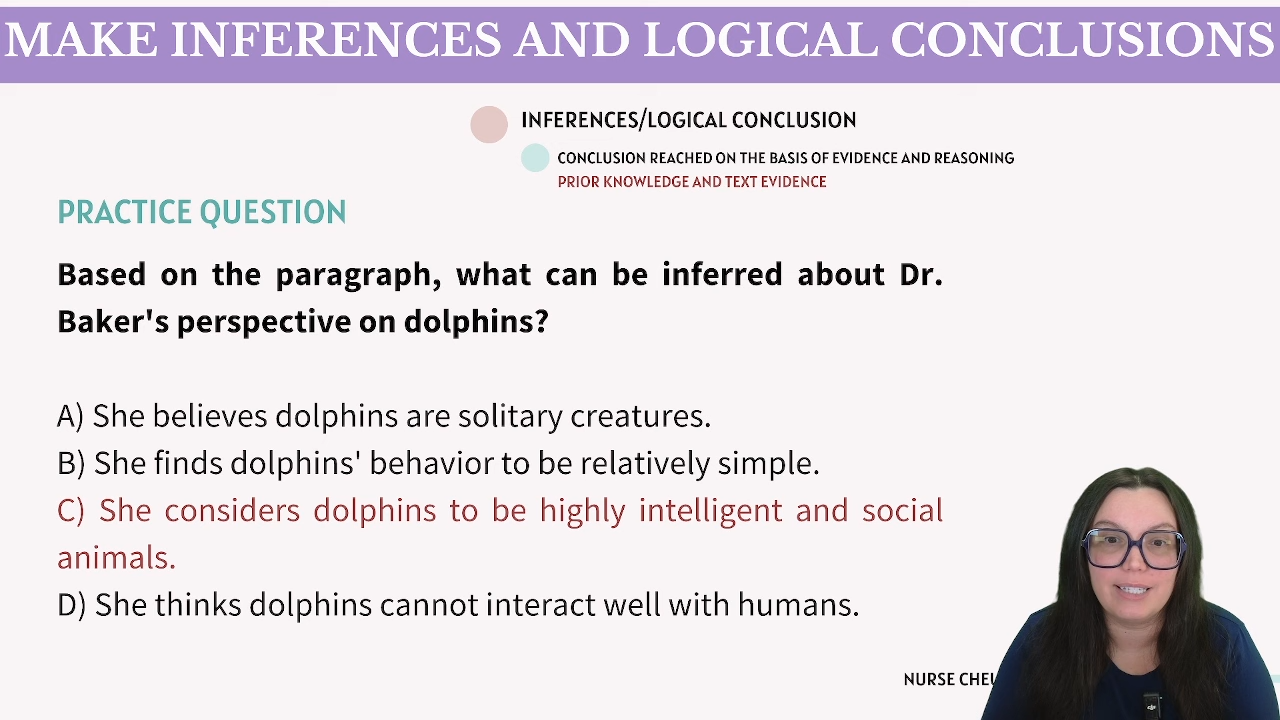 MAKE INFERENCES AND LOGICAL CONCLUSIONS
INFERENCES/LOGICAL CONCLUSION
CONCLUSION REACHED ON THE BASIS OF EVIDENCE AND REASONING
PRIOR KNOWLEDGE AND TEXT EVIDENCE
PRACTICE QUESTION
Based on the paragraph, what can be inferred about Dr.
Baker's perspective on dolphins?
A) She believes dolphins are solitary creatures.
B) She finds dolphins' behavior to be relatively simple.
C) She considers dolphins to be highly intelligent and social
animals.
D) She thinks dolphins cannot interact well with humans.
NURSE